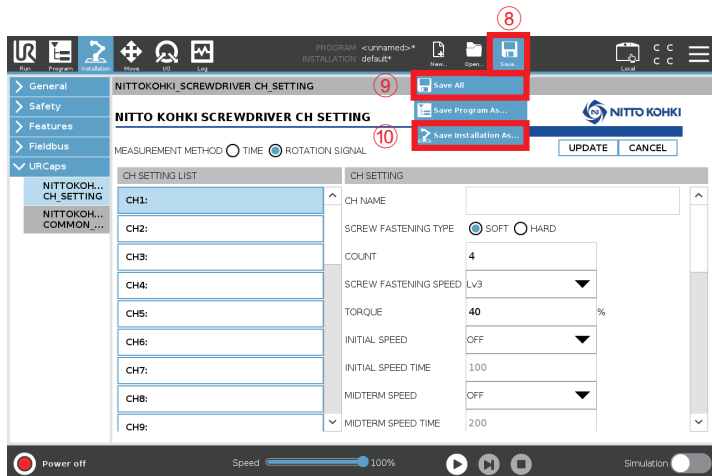 ⑧
PROGRAM <unnamed>*
INSTALLATION default*
Run Program Installation Move I/O Log New... Open... Save... Local
C C
C C
General
Safety
Features
Fieldbus
URCaps
NITTOKOH...
CH_SETTING
NITTOKOH...
COMMON_...
NITTOKOHKI_SCREWDRIVER CH_SETTING
⑨ Save All
Save Program As...
⑩ Save Installation As...
NITTO KOHKI SCREWDRIVER CH SETTING
NITTO KOHKI
MEASUREMENT METHOD TIME ROTATION SIGNAL
UPDATE CANCEL
CH SETTING LIST
CH1:
CH2:
CH3:
CH4:
CH5:
CH6:
CH7:
CH8:
CH9:
CH SETTING
CH NAME
SCREW FASTENING TYPE SOFT HARD
COUNT 4
SCREW FASTENING SPEED Lv3
TORQUE 40 %
INITIAL SPEED OFF
INITIAL SPEED TIME 100
MIDTERM SPEED OFF
MIDTERM SPEED TIME 200
Power off Speed 100% Simulation